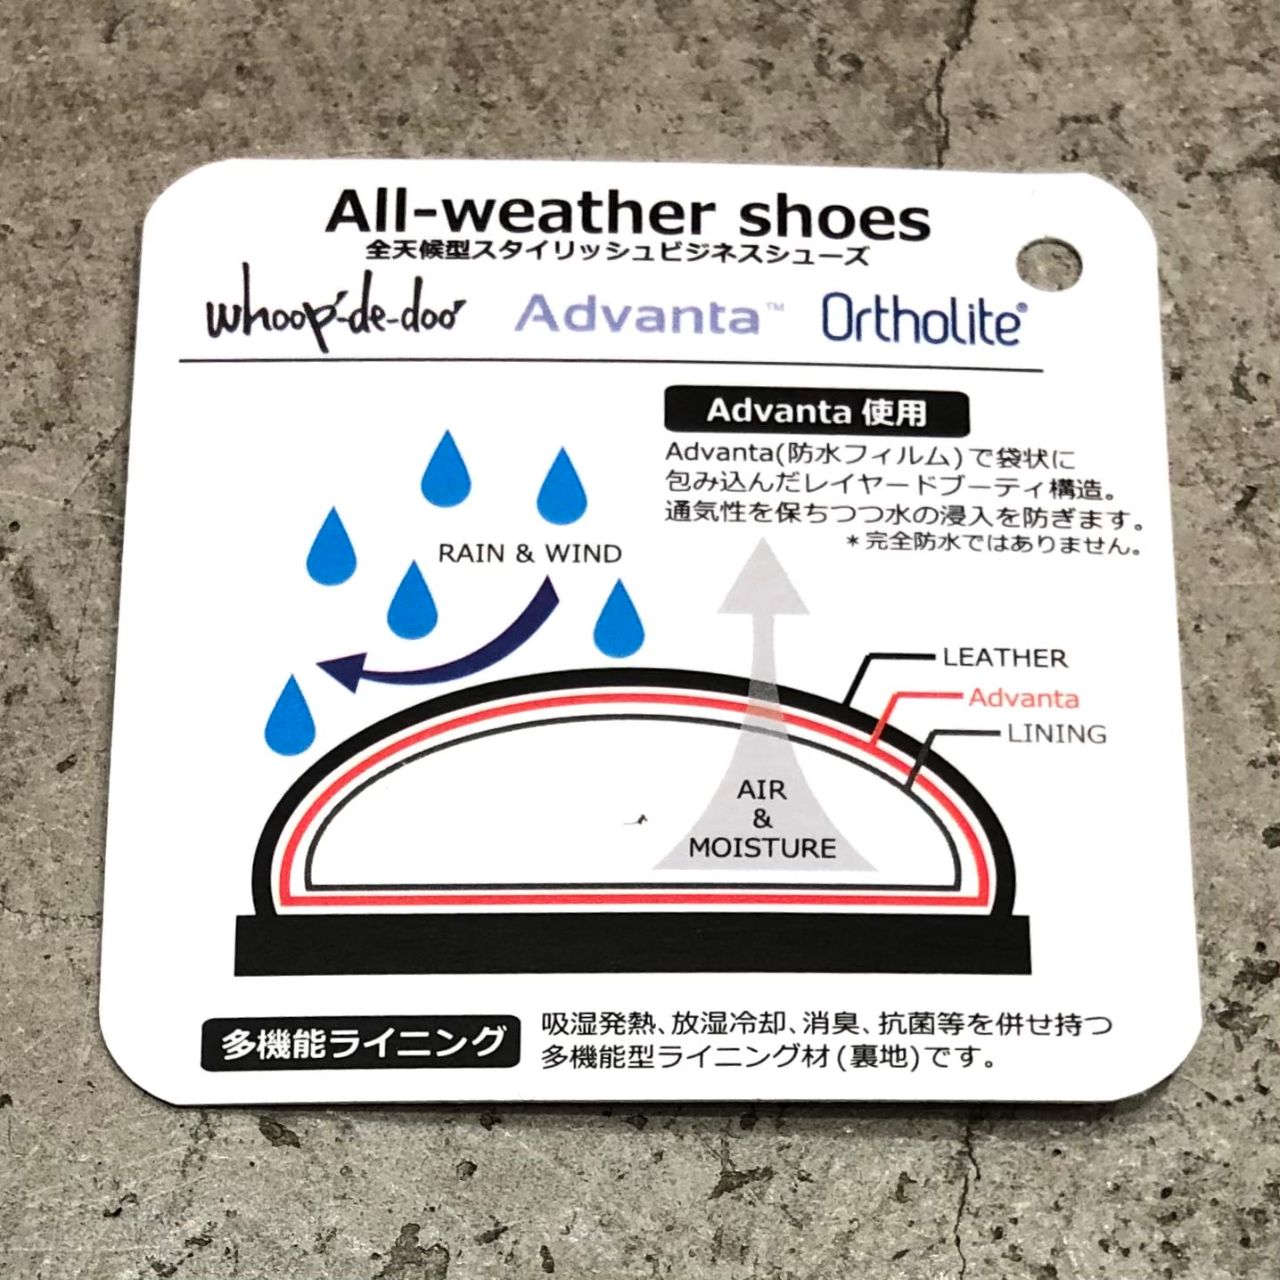 All-weather shoes
全天候型スタイリッシュビジネスシューズ
whoop'-de-doo' Advanta™ Ortholite®
Advanta 使用
Advanta(防水フィルム)で袋状に
包み込んだレイヤードブーティ構造。
通気性を保ちつつ水の浸入を防ぎます。
＊完全防水ではありません。
RAIN & WIND
LEATHER
Advanta
LINING
AIR
&
MOISTURE
多機能ライニング
吸湿発熱、放湿冷却、消臭、抗菌等を併せ持つ
多機能型ライニング材(裏地)です。